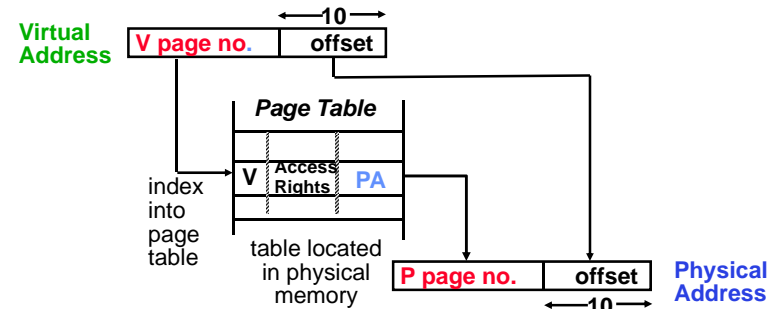 10
Virtual
Address
V page no.
offset
Page Table
V
Access
Rights
PA
index
into
page
table
table located
in physical
memory
P page no.
offset
Physical
Address
10